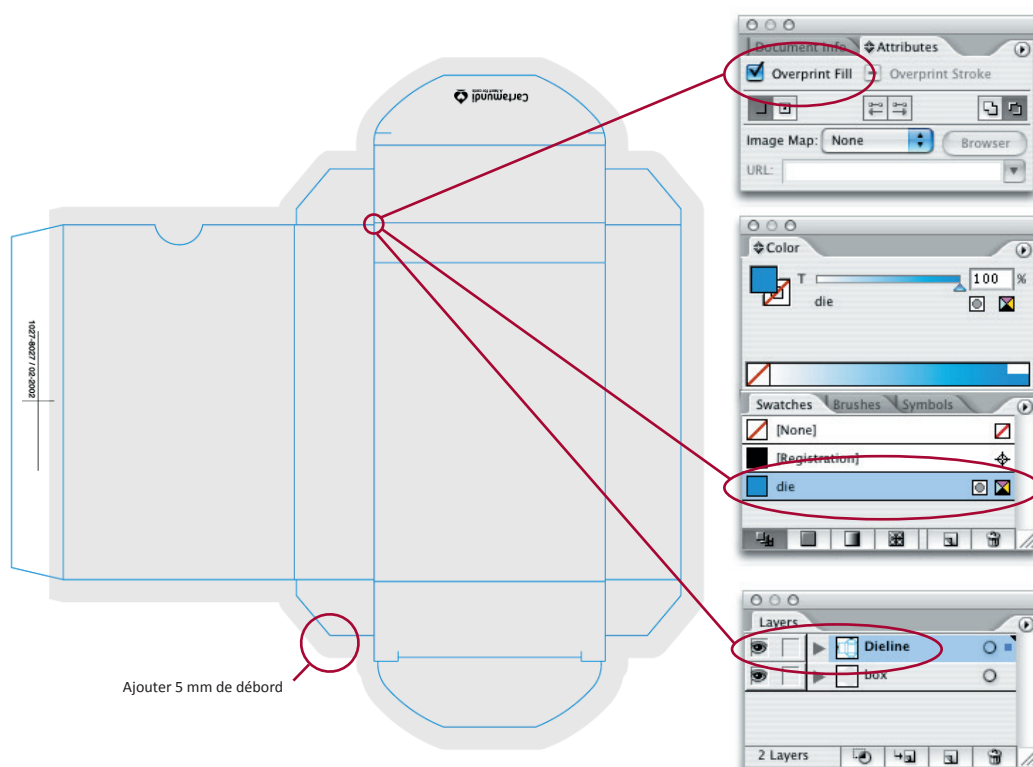 Document Info
Attributes
Overprint Fill
Overprint Stroke
Image Map: None
Browser
URL:
Color
T
100 %
die
Swatches
Brushes
Symbols
[None]
[Registration]
die
Layers
Dieline
box
2 Layers
Cartamundi
1027-8027 / 02-2002
Ajouter 5 mm de débord